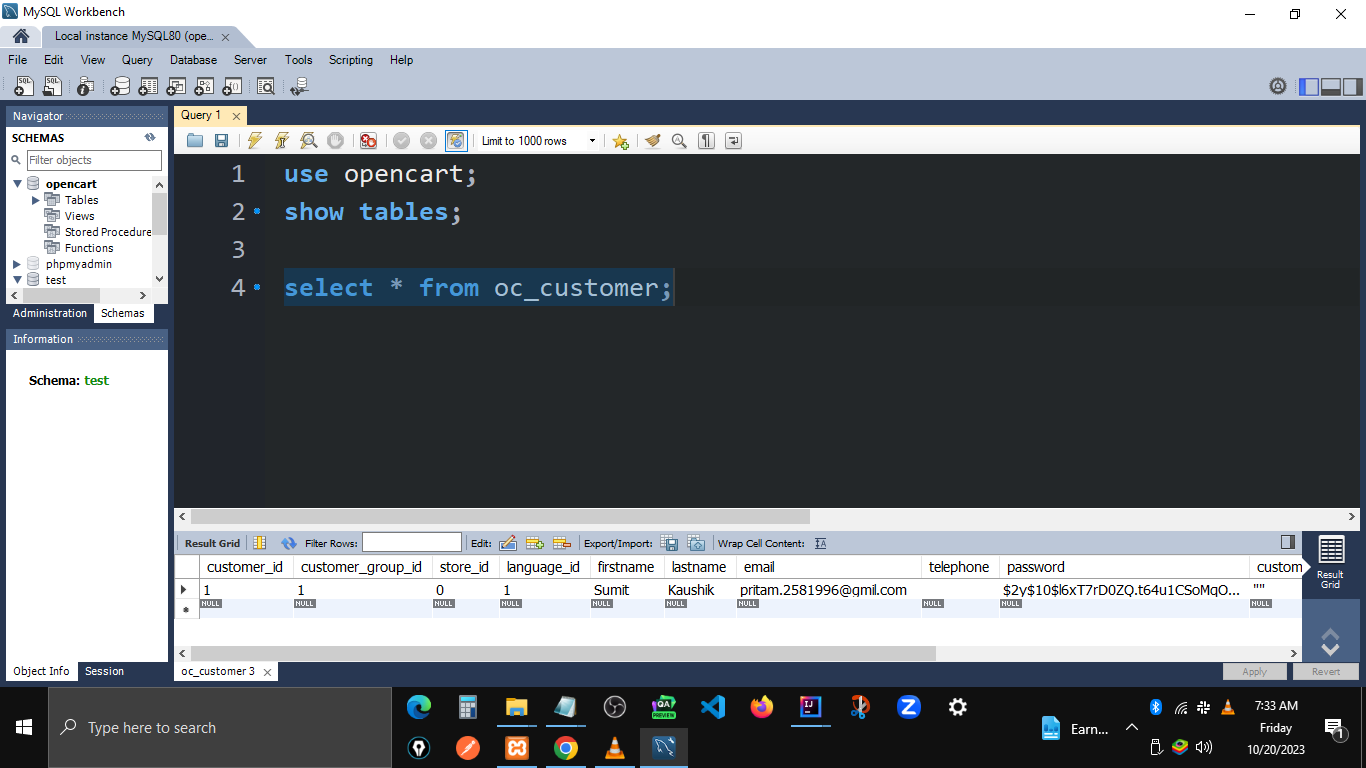 MySQL Workbench
Local instance MySQL80 (ope...
File Edit View Query Database Server Tools Scripting Help
Navigator
SCHEMAS
Filter objects
opencart
Tables
Views
Stored Procedure
Functions
phpmyadmin
test
Administration Schemas
Information
Schema: test
Object Info Session
Query 1
Limit to 1000 rows
1 use opencart;
2 show tables;
3
4 select * from oc_customer;
Result Grid Filter Rows: Edit: Export/Import: Wrap Cell Content:
customer_id customer_group_id store_id language_id firstname lastname email telephone password custom
1 1 0 1 Sumit Kaushik pritam.2581996@gmil.com $2y$10$l6xT7rD0ZQ.t64u1CSoMqO... ""
NULL NULL NULL NULL NULL NULL NULL NULL NULL NULL
Result
Grid
oc_customer 3
Apply Revert
Type here to search
QA
PREVIEW
IJ
Earn...
7:33 AM
Friday
10/20/2023
1